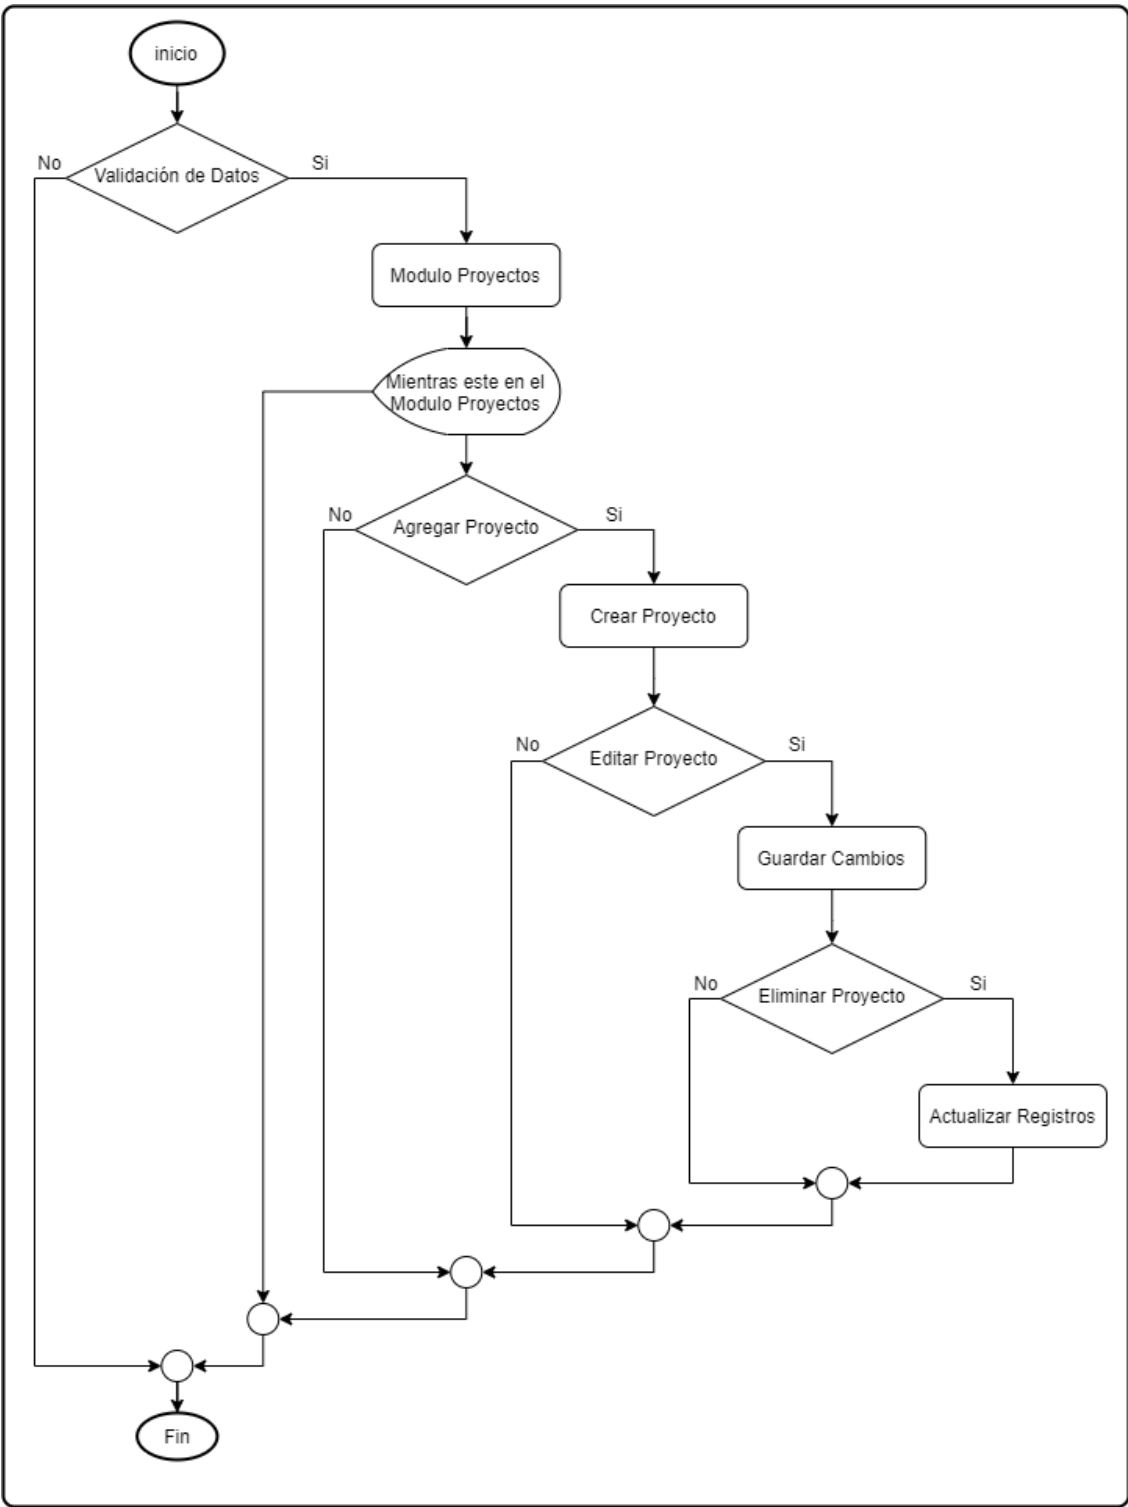 inicio
No
Si
Validación de Datos
Modulo Proyectos
Mientras este en el
Modulo Proyectos
No
Si
Agregar Proyecto
Crear Proyecto
No
Si
Editar Proyecto
Guardar Cambios
No
Si
Eliminar Proyecto
Actualizar Registros
Fin